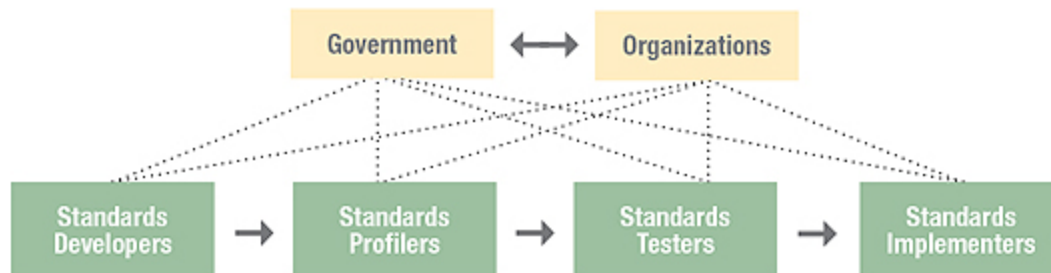 Government
Organizations
Standards
Developers
Standards
Profilers
Standards
Testers
Standards
Implementers